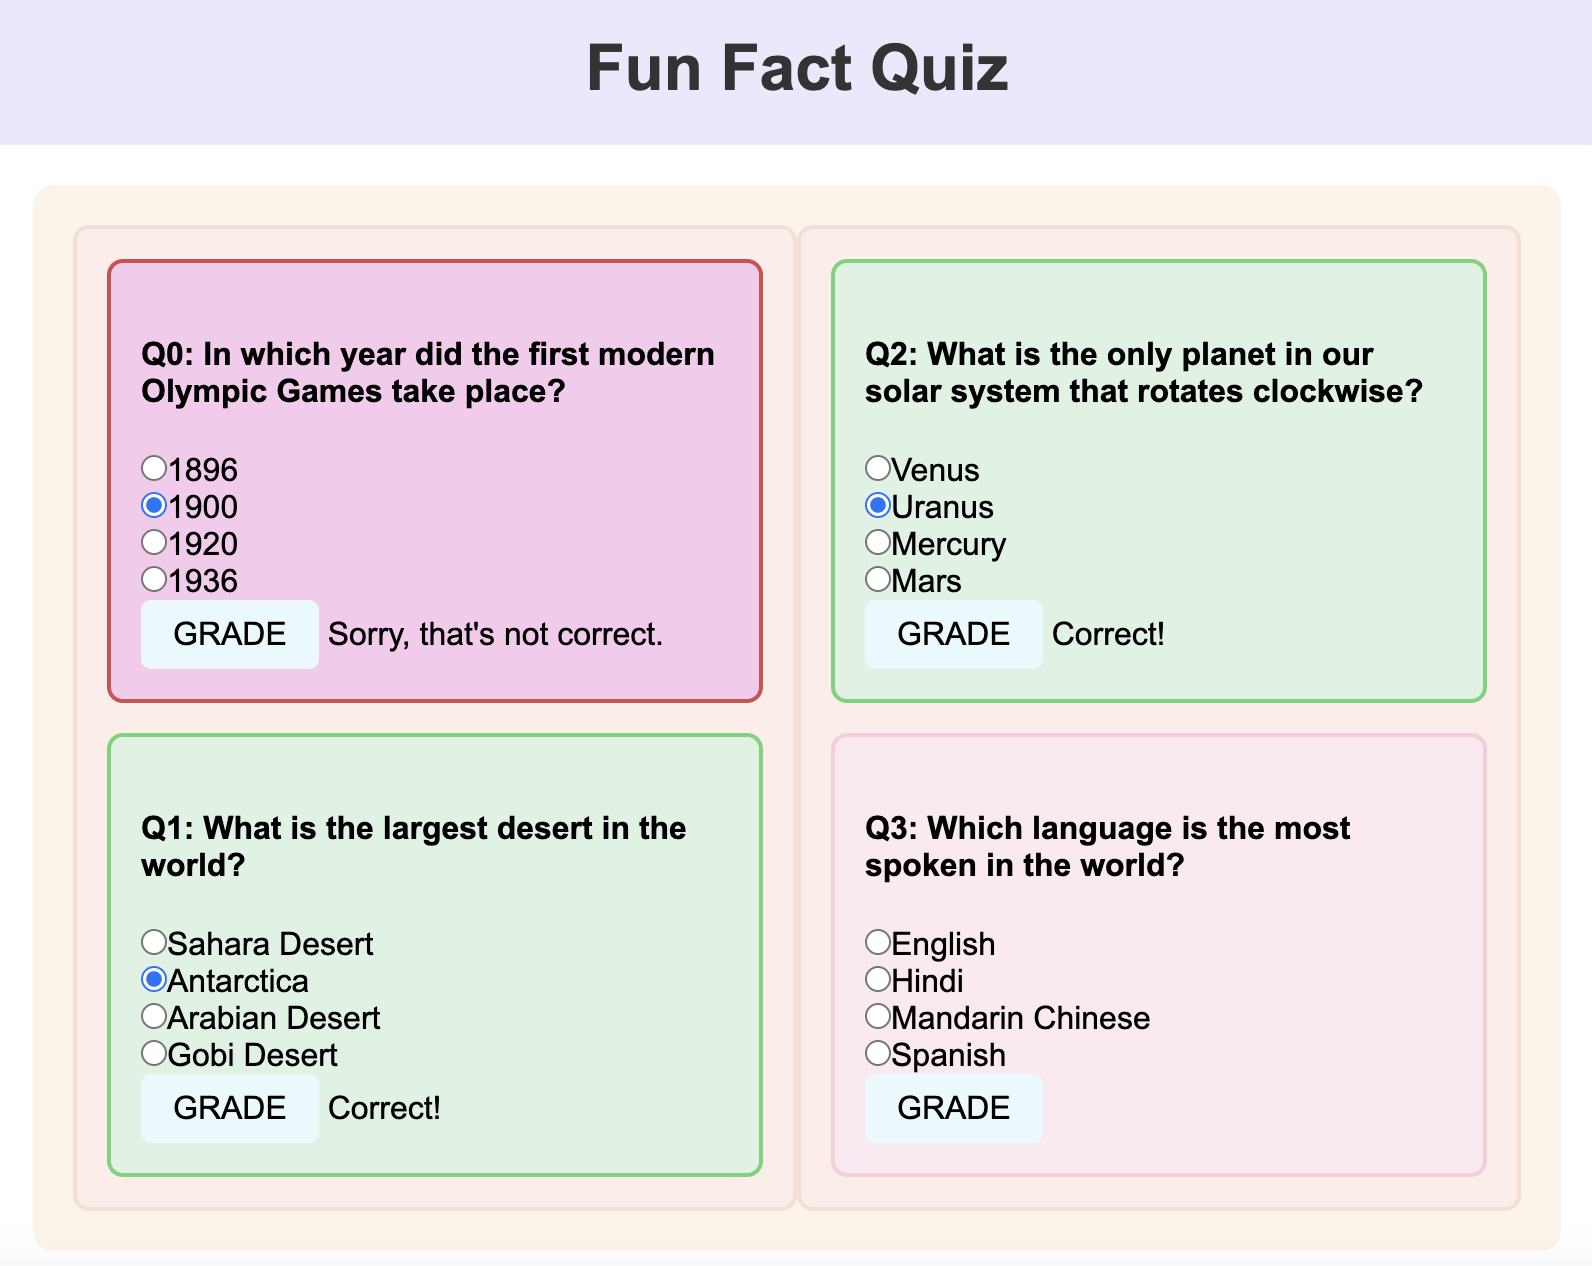 Fun Fact Quiz
Q0: In which year did the first modern
Olympic Games take place?
1896
1900
1920
1936
GRADE Sorry, that's not correct.
Q1: What is the largest desert in the
world?
Sahara Desert
Antarctica
Arabian Desert
Gobi Desert
GRADE Correct!
Q2: What is the only planet in our
solar system that rotates clockwise?
Venus
Uranus
Mercury
Mars
GRADE Correct!
Q3: Which language is the most
spoken in the world?
English
Hindi
Mandarin Chinese
Spanish
GRADE